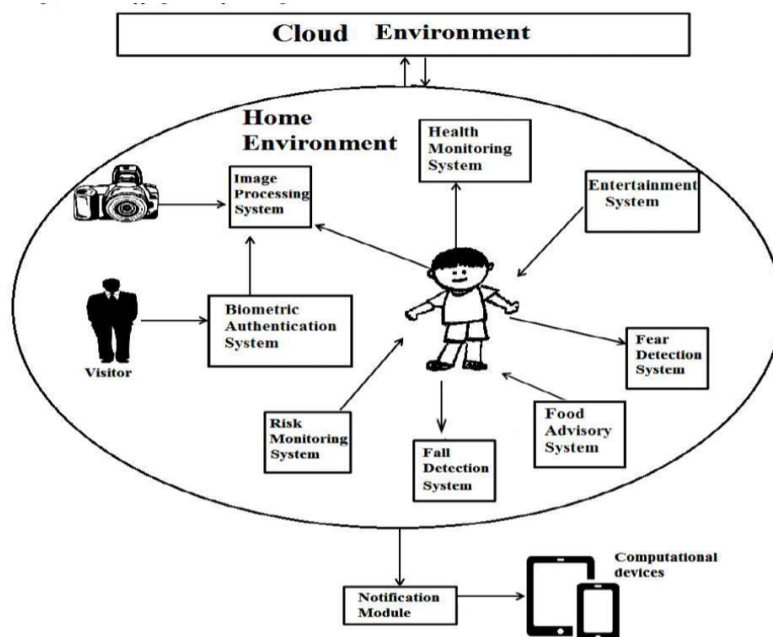 Cloud Environment
Home
Environment
Health
Monitoring
System
Image
Processing
System
Entertainment
System
Biometric
Authentication
System
Visitor
Fear
Detection
System
Risk
Monitoring
System
Food
Advisory
System
Fall
Detection
System
Computational
devices
Notification
Module